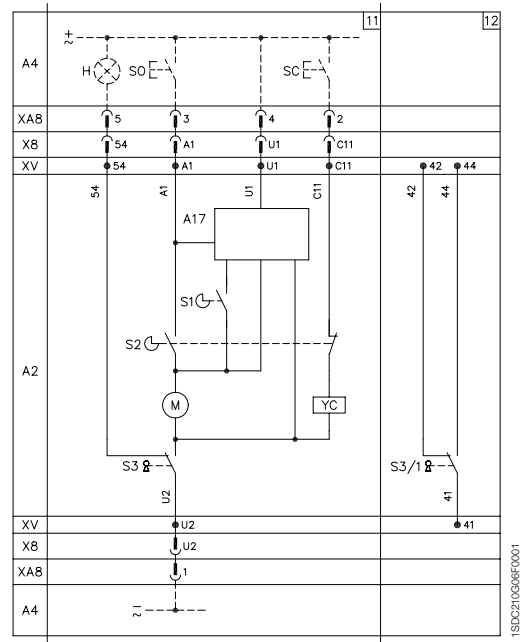 11
12
+
~
A4
H
SO
SC
XA8
5
3
4
2
X8
54
A1
U1
C11
XV
54
A1
U1
C11
42
44
54
A1
U1
C11
42
44
A17
S1
S2
A2
M
YC
S3
S3/1
U2
41
XV
U2
41
X8
U2
XA8
1
A4
−
~
1SDC210G06F0001